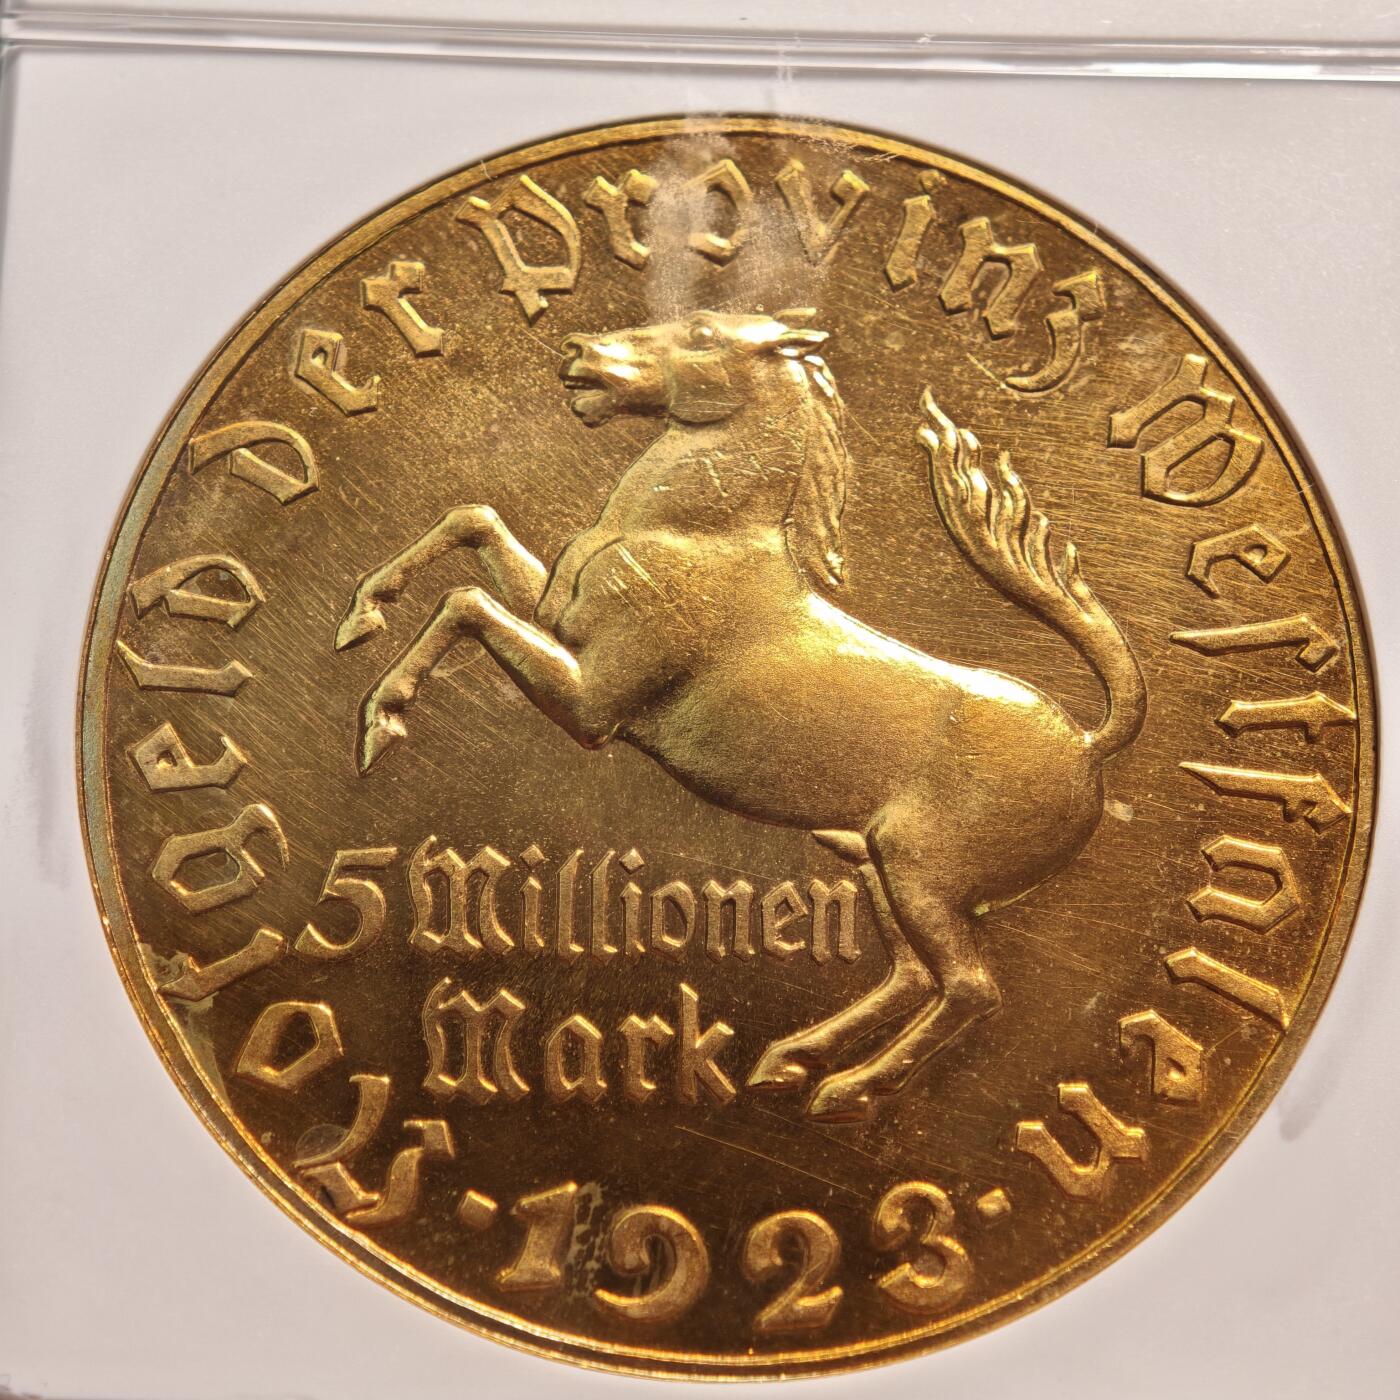 Notgeld der Provinz Westfalen
5 Millionen
Mark
· 1923 ·